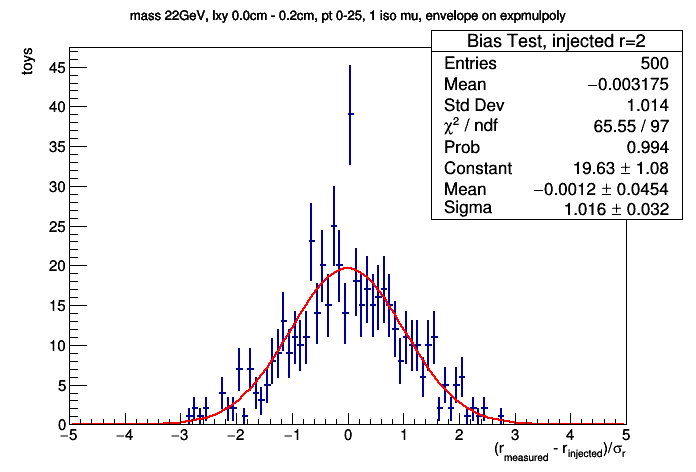 mass 22GeV, lxy 0.0cm - 0.2cm, pt 0-25, 1 iso mu, envelope on expmulpoly
Bias Test, injected r=2
Entries 500
Mean −0.003175
Std Dev 1.014
χ² / ndf 65.55 / 97
Prob 0.994
Constant 19.63 ± 1.08
Mean −0.0012 ± 0.0454
Sigma 1.016 ± 0.032
toys
45
40
35
30
25
20
15
10
5
0
−5 −4 −3 −2 −1 0 1 2 3 4 5
(r_measured - r_injected)/σ_r